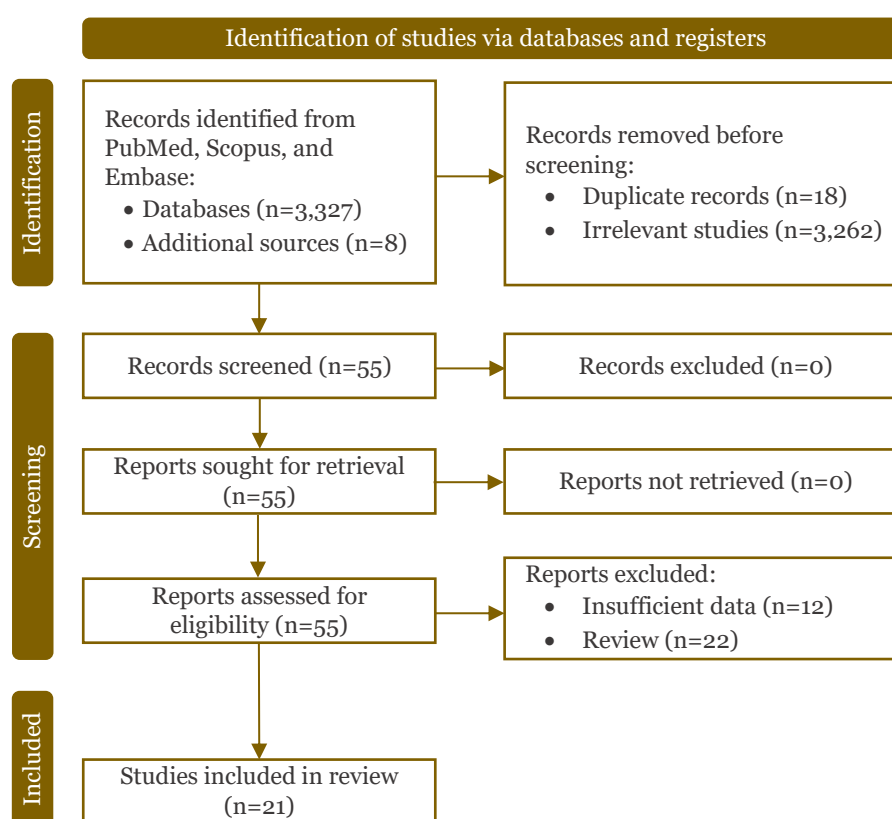 Identification of studies via databases and registers
Identification
Records identified from
PubMed, Scopus, and
Embase:
• Databases (n=3,327)
• Additional sources (n=8)
Records removed before
screening:
• Duplicate records (n=18)
• Irrelevant studies (n=3,262)
Screening
Records screened (n=55)
Records excluded (n=0)
Reports sought for retrieval
(n=55)
Reports not retrieved (n=0)
Reports assessed for
eligibility (n=55)
Reports excluded:
• Insufficient data (n=12)
• Review (n=22)
Included
Studies included in review
(n=21)